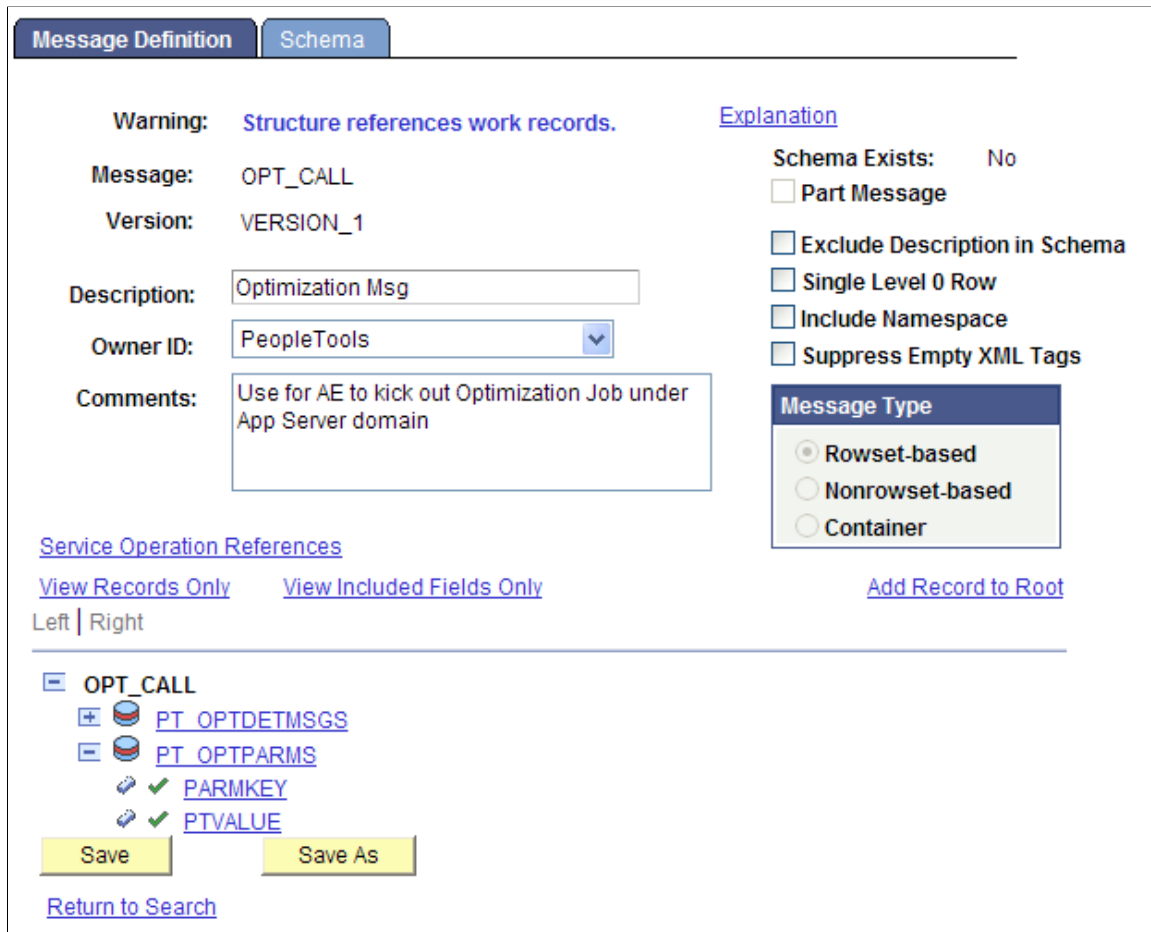 Message Definition Schema
Warning: Structure references work records. Explanation
Schema Exists: No
Message: OPT_CALL
Part Message
Version: VERSION_1
Exclude Description in Schema
Description: Optimization Msg
Single Level 0 Row
Include Namespace
Owner ID: PeopleTools
Suppress Empty XML Tags
Comments: Use for AE to kick out Optimization Job under
App Server domain
Message Type
Rowset-based
Nonrowset-based
Container
Service Operation References
View Records Only View Included Fields Only Add Record to Root
Left | Right
OPT_CALL
PT_OPTDETMSGS
PT_OPTPARMS
PARMKEY
PTVALUE
Save Save As
Return to Search